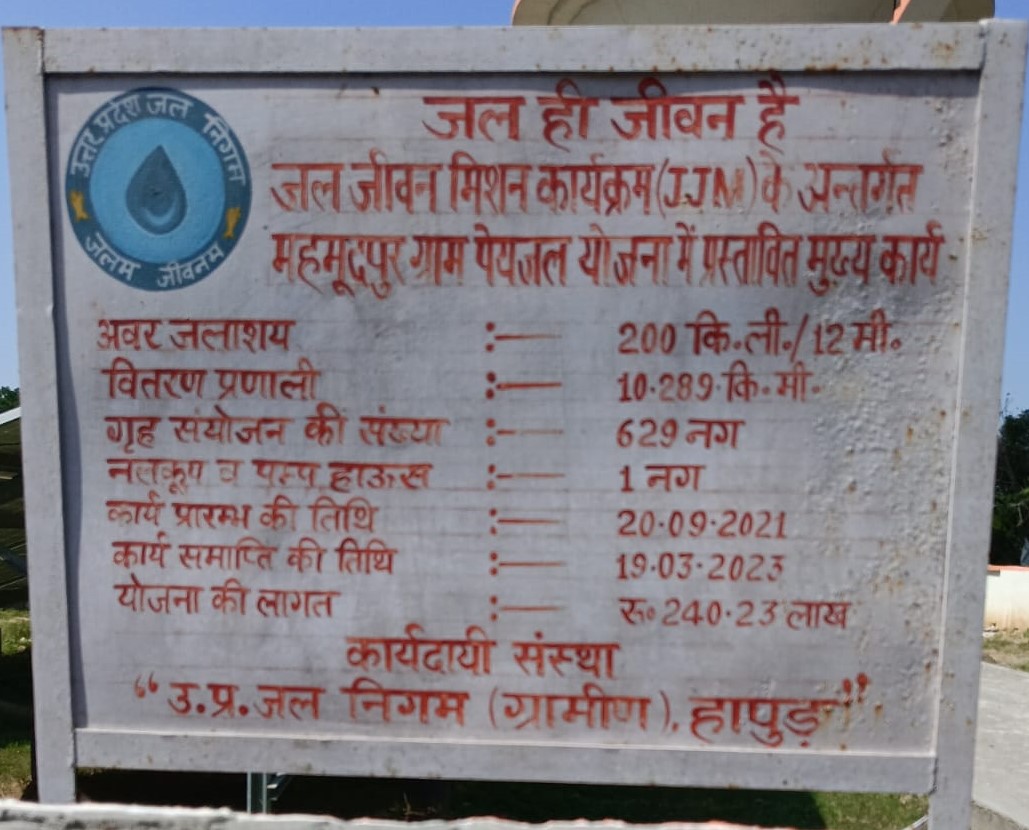 उत्तर प्रदेश जल निगम
जलम जीवनम
जल ही जीवन है
जल जीवन मिशन कार्यक्रम(JJM)के अन्तर्गत
महमूदपुर ग्राम पेयजल योजना में प्रस्तावित मुख्य कार्य
अवर जलाशय :— 200 कि.ली./12 मी.
वितरण प्रणाली :— 10.289 कि.मी.
गृह संयोजन की संख्या :— 629 नग
नलकूप व पम्प हाऊस :— 1 नग
कार्य प्रारम्भ की तिथि :— 20.09.2021
कार्य समाप्ति की तिथि :— 19.03.2023
योजना की लागत :— रू० 240.23 लाख
कार्यदायी संस्था
“उ.प्र.जल निगम (ग्रामीण), हापुड़”